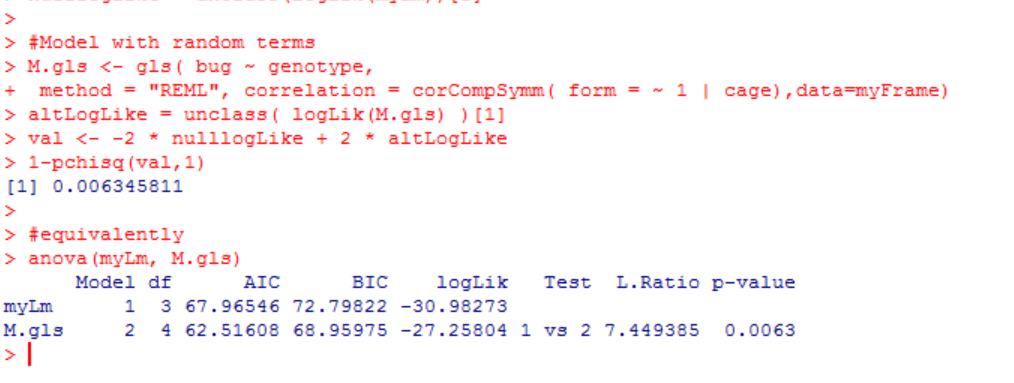 >
> #Model with random terms
> M.gls <- gls( bug ~ genotype,
+  method = "REML", correlation = corCompSymm( form = ~ 1 | cage),data=myFrame)
> altLogLike = unclass( logLik(M.gls) )[1]
> val <- -2 * nulllogLike + 2 * altLogLike
> 1-pchisq(val,1)
[1] 0.006345811
>
> #equivalently
> anova(myLm, M.gls)
      Model df      AIC      BIC    logLik   Test  L.Ratio p-value
myLm      1  3 67.96546 72.79822 -30.98273
M.gls     2  4 62.51608 68.95975 -27.25804 1 vs 2 7.449385  0.0063
>